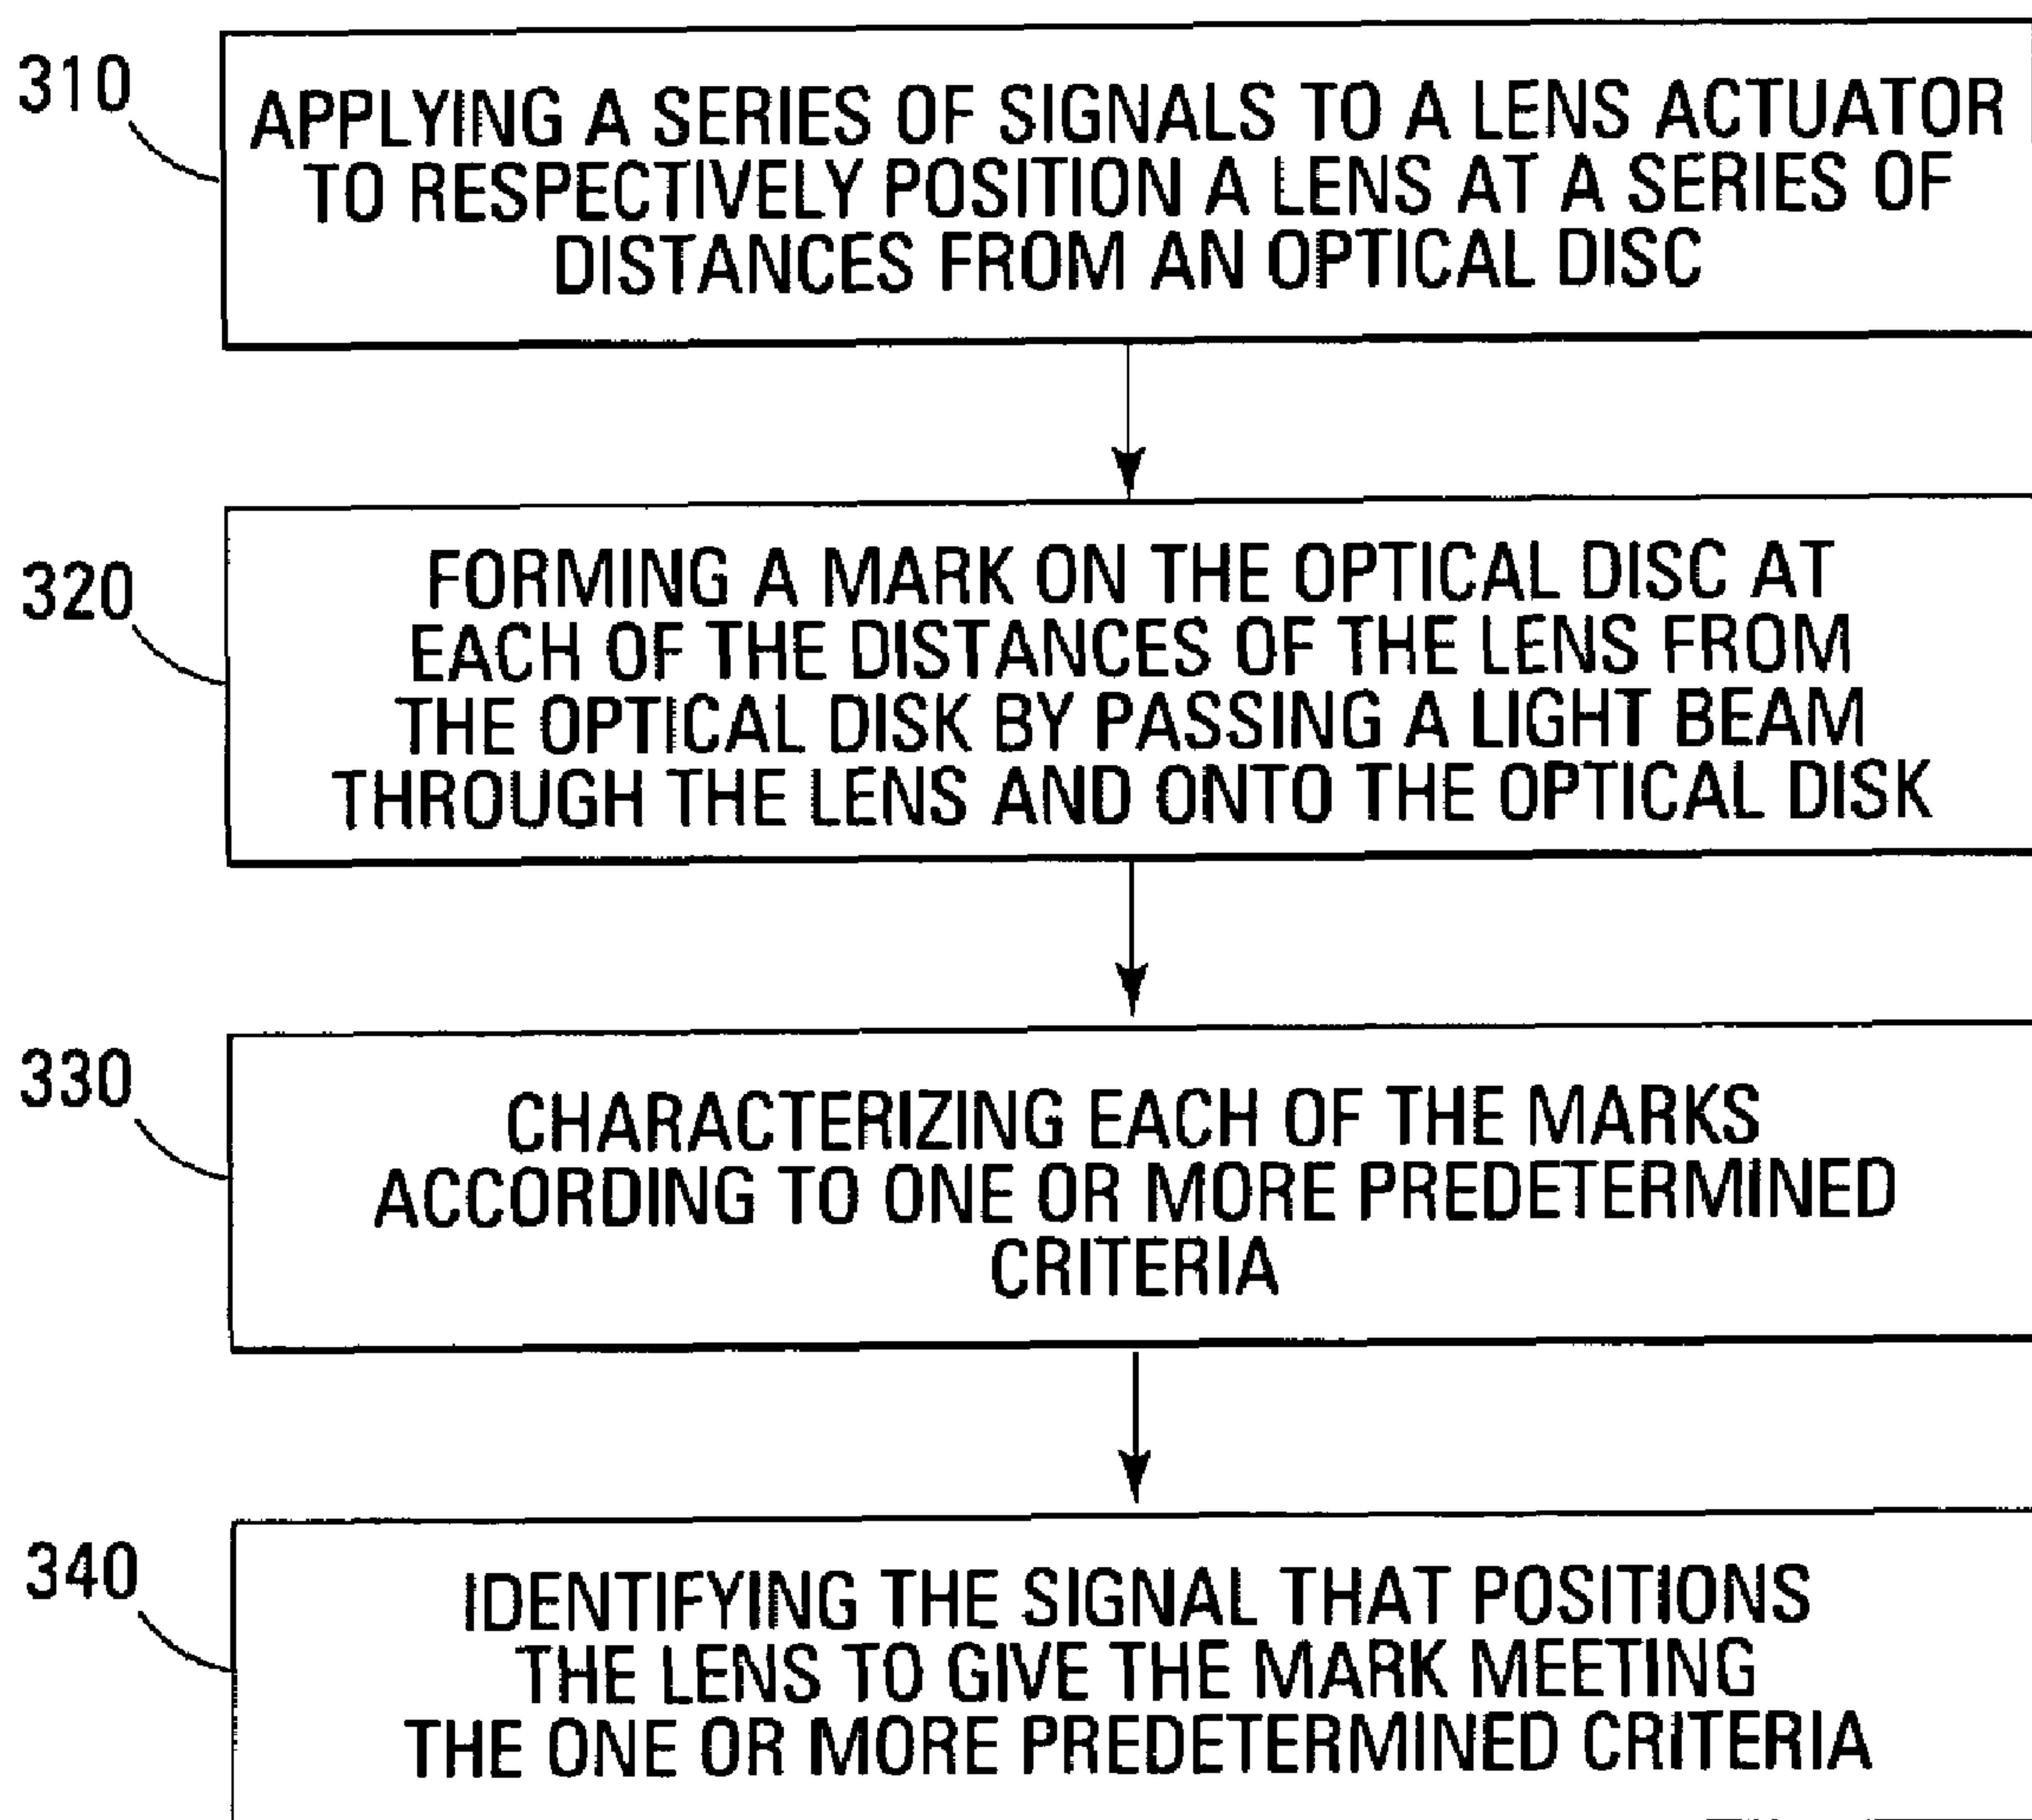 310
APPLYING A SERIES OF SIGNALS TO A LENS ACTUATOR
TO RESPECTIVELY POSITION A LENS AT A SERIES OF
DISTANCES FROM AN OPTICAL DISC
320
FORMING A MARK ON THE OPTICAL DISC AT
EACH OF THE DISTANCES OF THE LENS FROM
THE OPTICAL DISK BY PASSING A LIGHT BEAM
THROUGH THE LENS AND ONTO THE OPTICAL DISK
330
CHARACTERIZING EACH OF THE MARKS
ACCORDING TO ONE OR MORE PREDETERMINED
CRITERIA
340
IDENTIFYING THE SIGNAL THAT POSITIONS
THE LENS TO GIVE THE MARK MEETING
THE ONE OR MORE PREDETERMINED CRITERIA